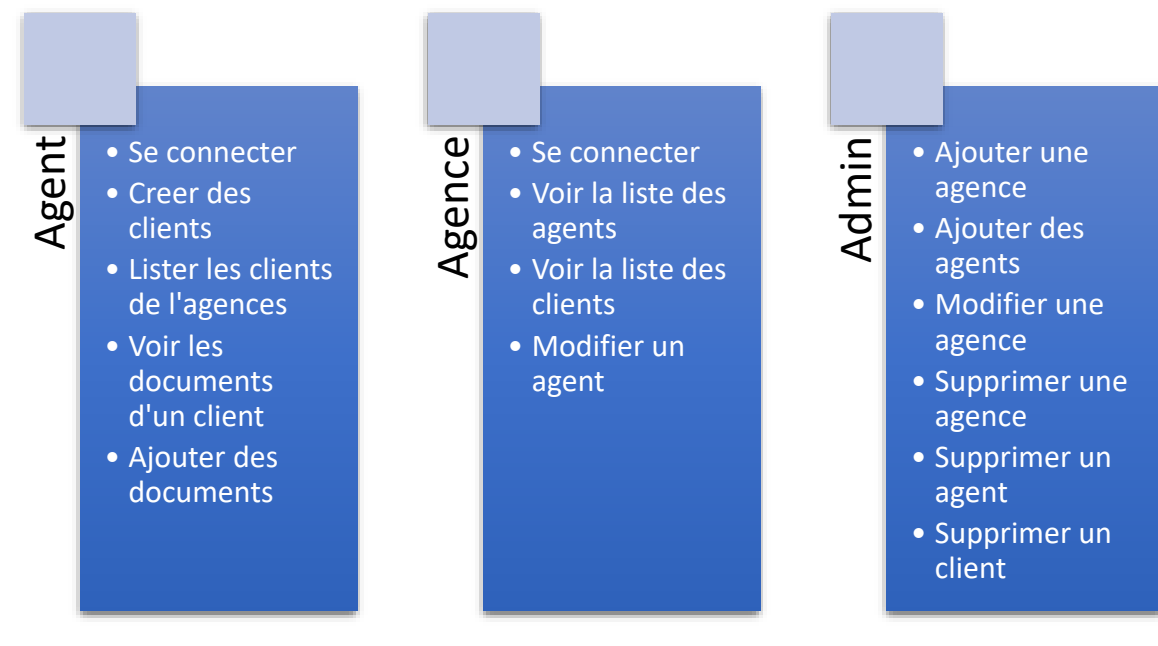 Agent
• Se connecter
• Creer des
clients
• Lister les clients
de l'agences
• Voir les
documents
d'un client
• Ajouter des
documents
Agence
• Se connecter
• Voir la liste des
agents
• Voir la liste des
clients
• Modifier un
agent
Admin
• Ajouter une
agence
• Ajouter des
agents
• Modifier une
agence
• Supprimer une
agence
• Supprimer un
agent
• Supprimer un
client